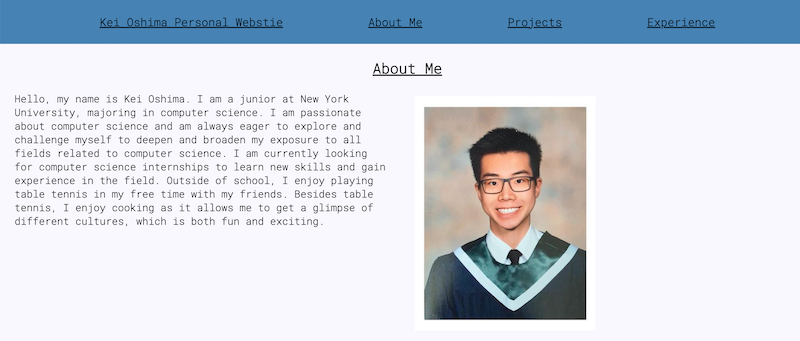 Kei Oshima Personal Webstie About Me Projects Experience
About Me
Hello, my name is Kei Oshima. I am a junior at New York
University, majoring in computer science. I am passionate
about computer science and am always eager to explore and
challenge myself to deepen and broaden my exposure to all
fields related to computer science. I am currently looking
for computer science internships to learn new skills and gain
experience in the field. Outside of school, I enjoy playing
table tennis in my free time with my friends. Besides table
tennis, I enjoy cooking as it allows me to get a glimpse of
different cultures, which is both fun and exciting.